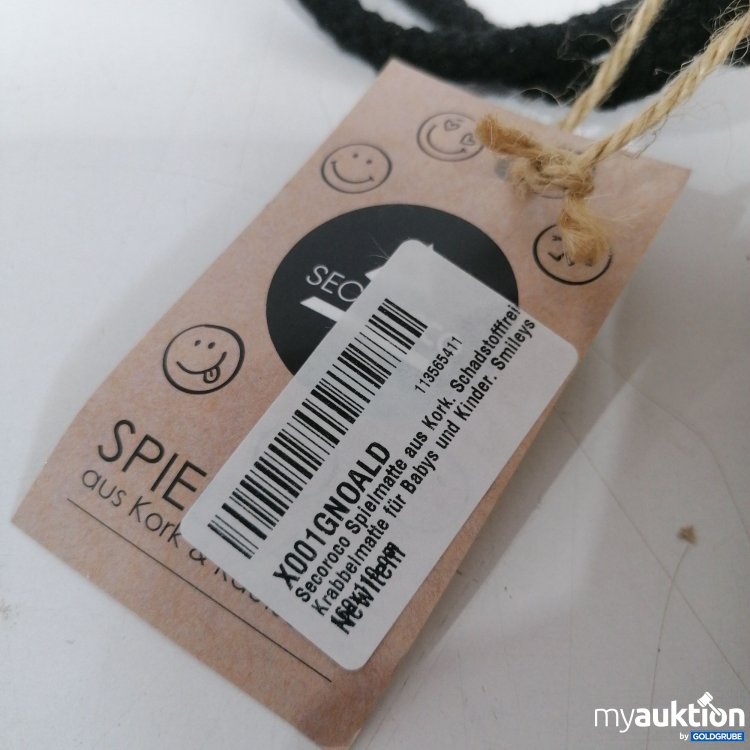 SEC
SPIE
aus Kork &
113565411
X001GNOALD
Secoroco Spielmatte aus Kork. Schadstofffrei
Krabbelmatte für Babys und Kinder. Smileys
New Item
myauktion
by GOLDGRUBE